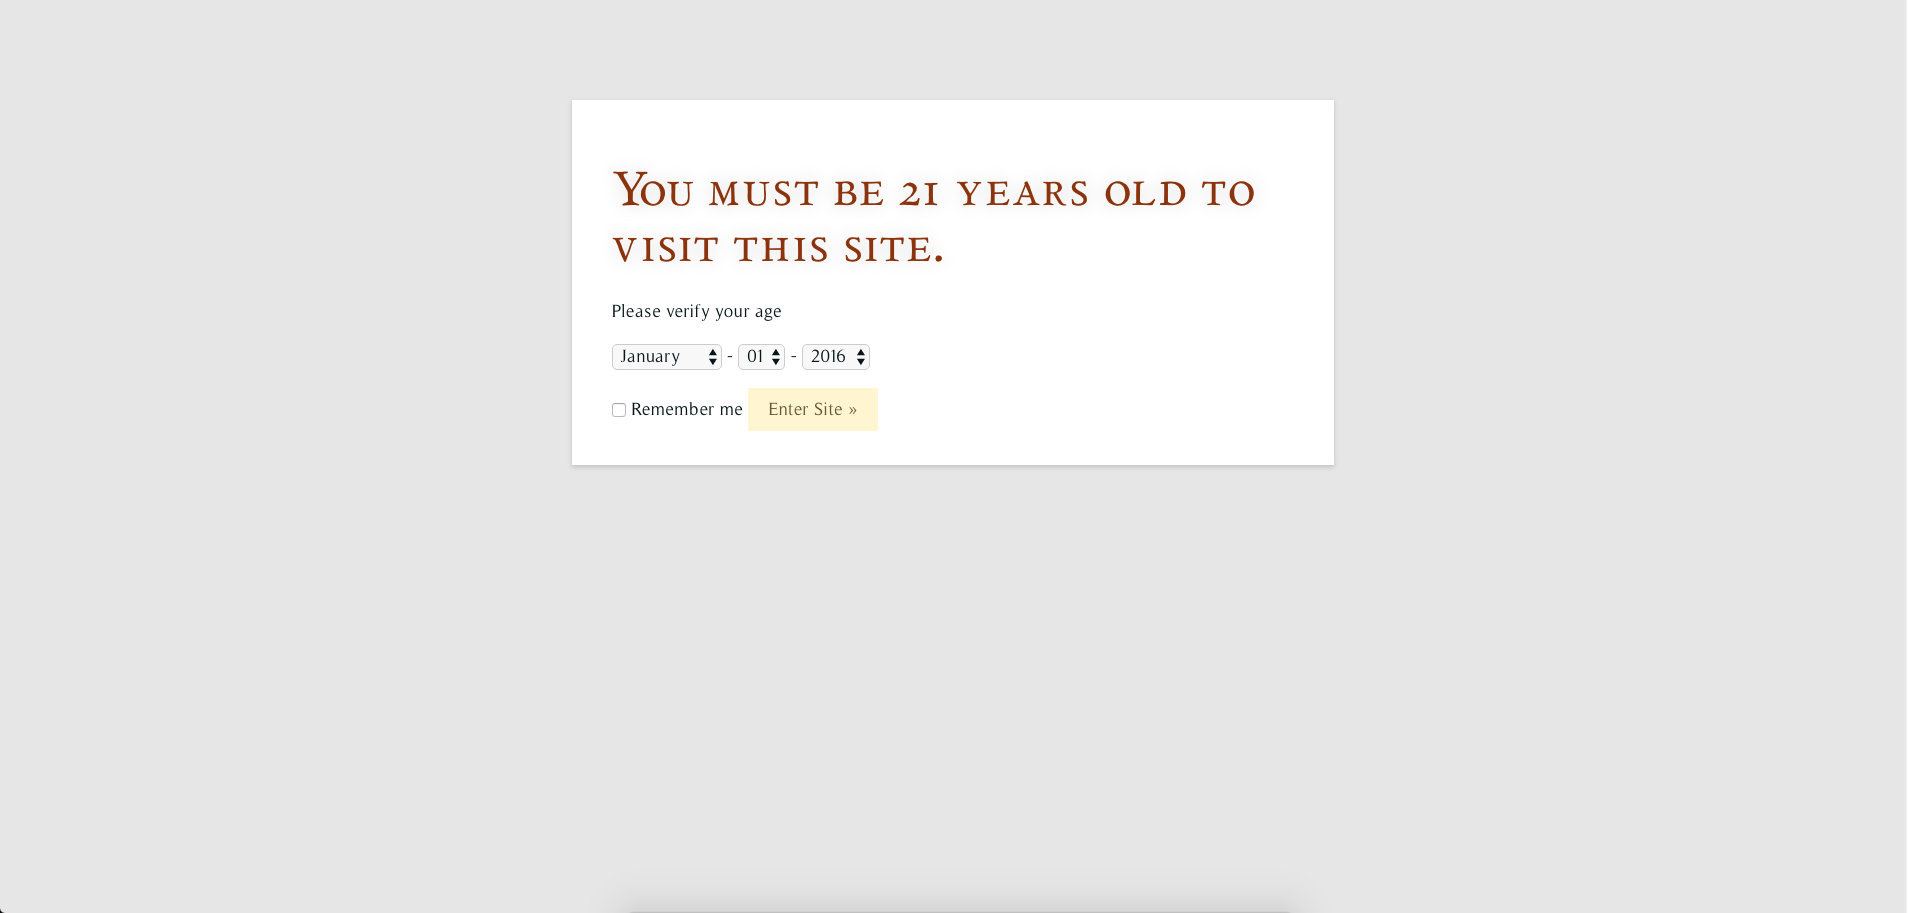 You must be 21 years old to
visit this site.
Please verify your age
January - 01 - 2016
Remember me Enter Site »